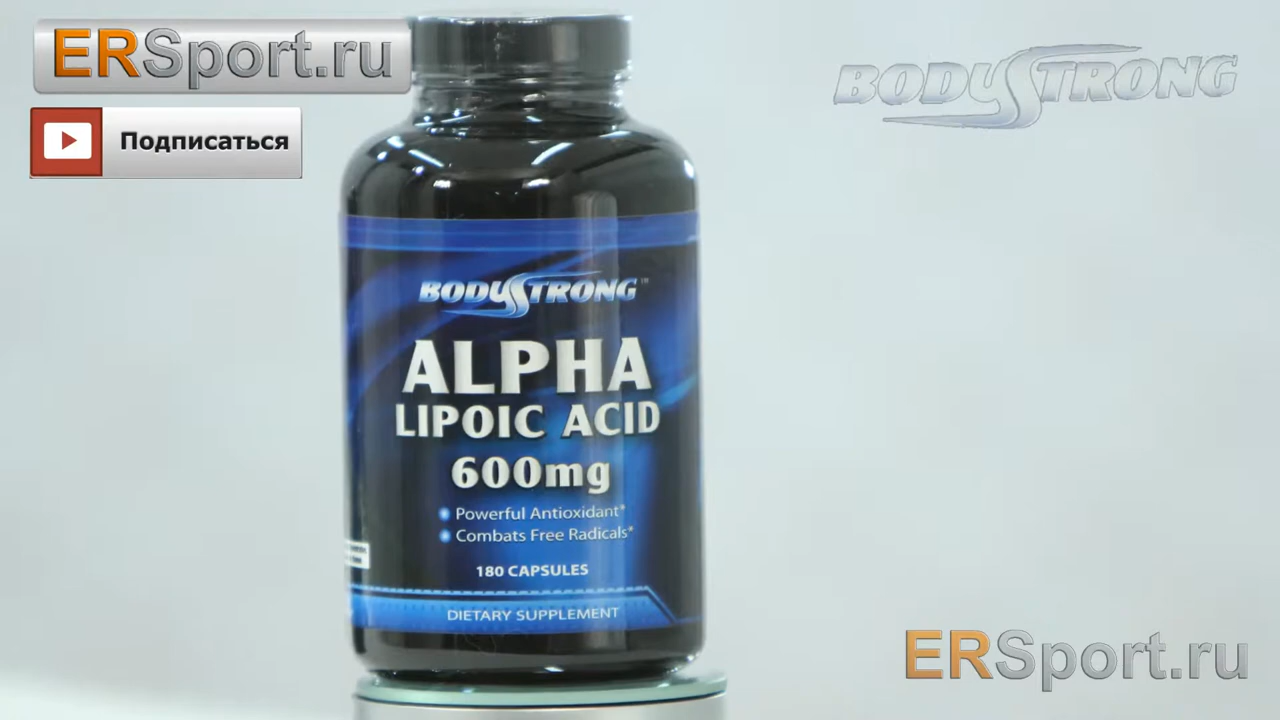 ERSport.ru
Подписаться
BODYSTRONG
BODYSTRONG™
ALPHA
LIPOIC ACID
600mg
Powerful Antioxidant*
Combats Free Radicals*
180 CAPSULES
DIETARY SUPPLEMENT
ERSport.ru